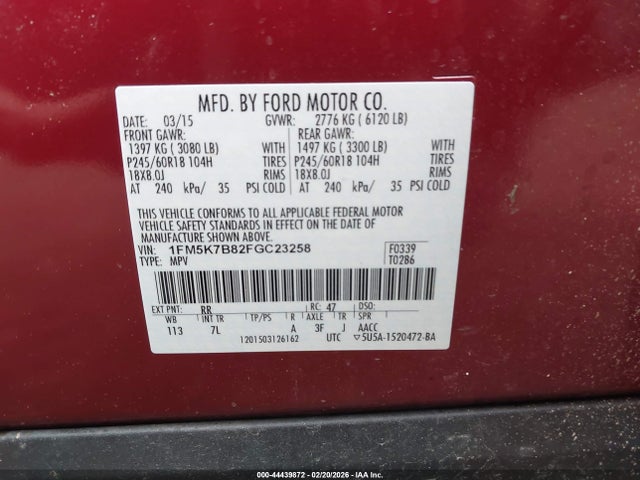 MFD. BY FORD MOTOR CO.
DATE: 03/15 GVWR: 2776 KG ( 6120 LB)
FRONT GAWR: REAR GAWR:
1397 KG ( 3080 LB) WITH 1497 KG ( 3300 LB) WITH
P245/60R18 104H TIRES P245/60R18 104H TIRES
18X8.0J RIMS 18X8.0J RIMS
AT 240 kPa/ 35 PSI COLD AT 240 kPa/ 35 PSI COLD
THIS VEHICLE CONFORMS TO ALL APPLICABLE FEDERAL MOTOR
VEHICLE SAFETY STANDARDS IN EFFECT ON THE DATE OF
MANUFACTURE SHOWN ABOVE.
VIN: 1FM5K7B82FGC23258 F0339
TYPE: MPV T0286
EXT PNT: RR RC: 47 DSO:
WB INT TR TP/PS R AXLE TR SPR
113 7L A 3F J AACC
1201503126162 UTC ▽5U5A-1520472-BA
000-44439872 - 02/20/2026 - IAA Inc.